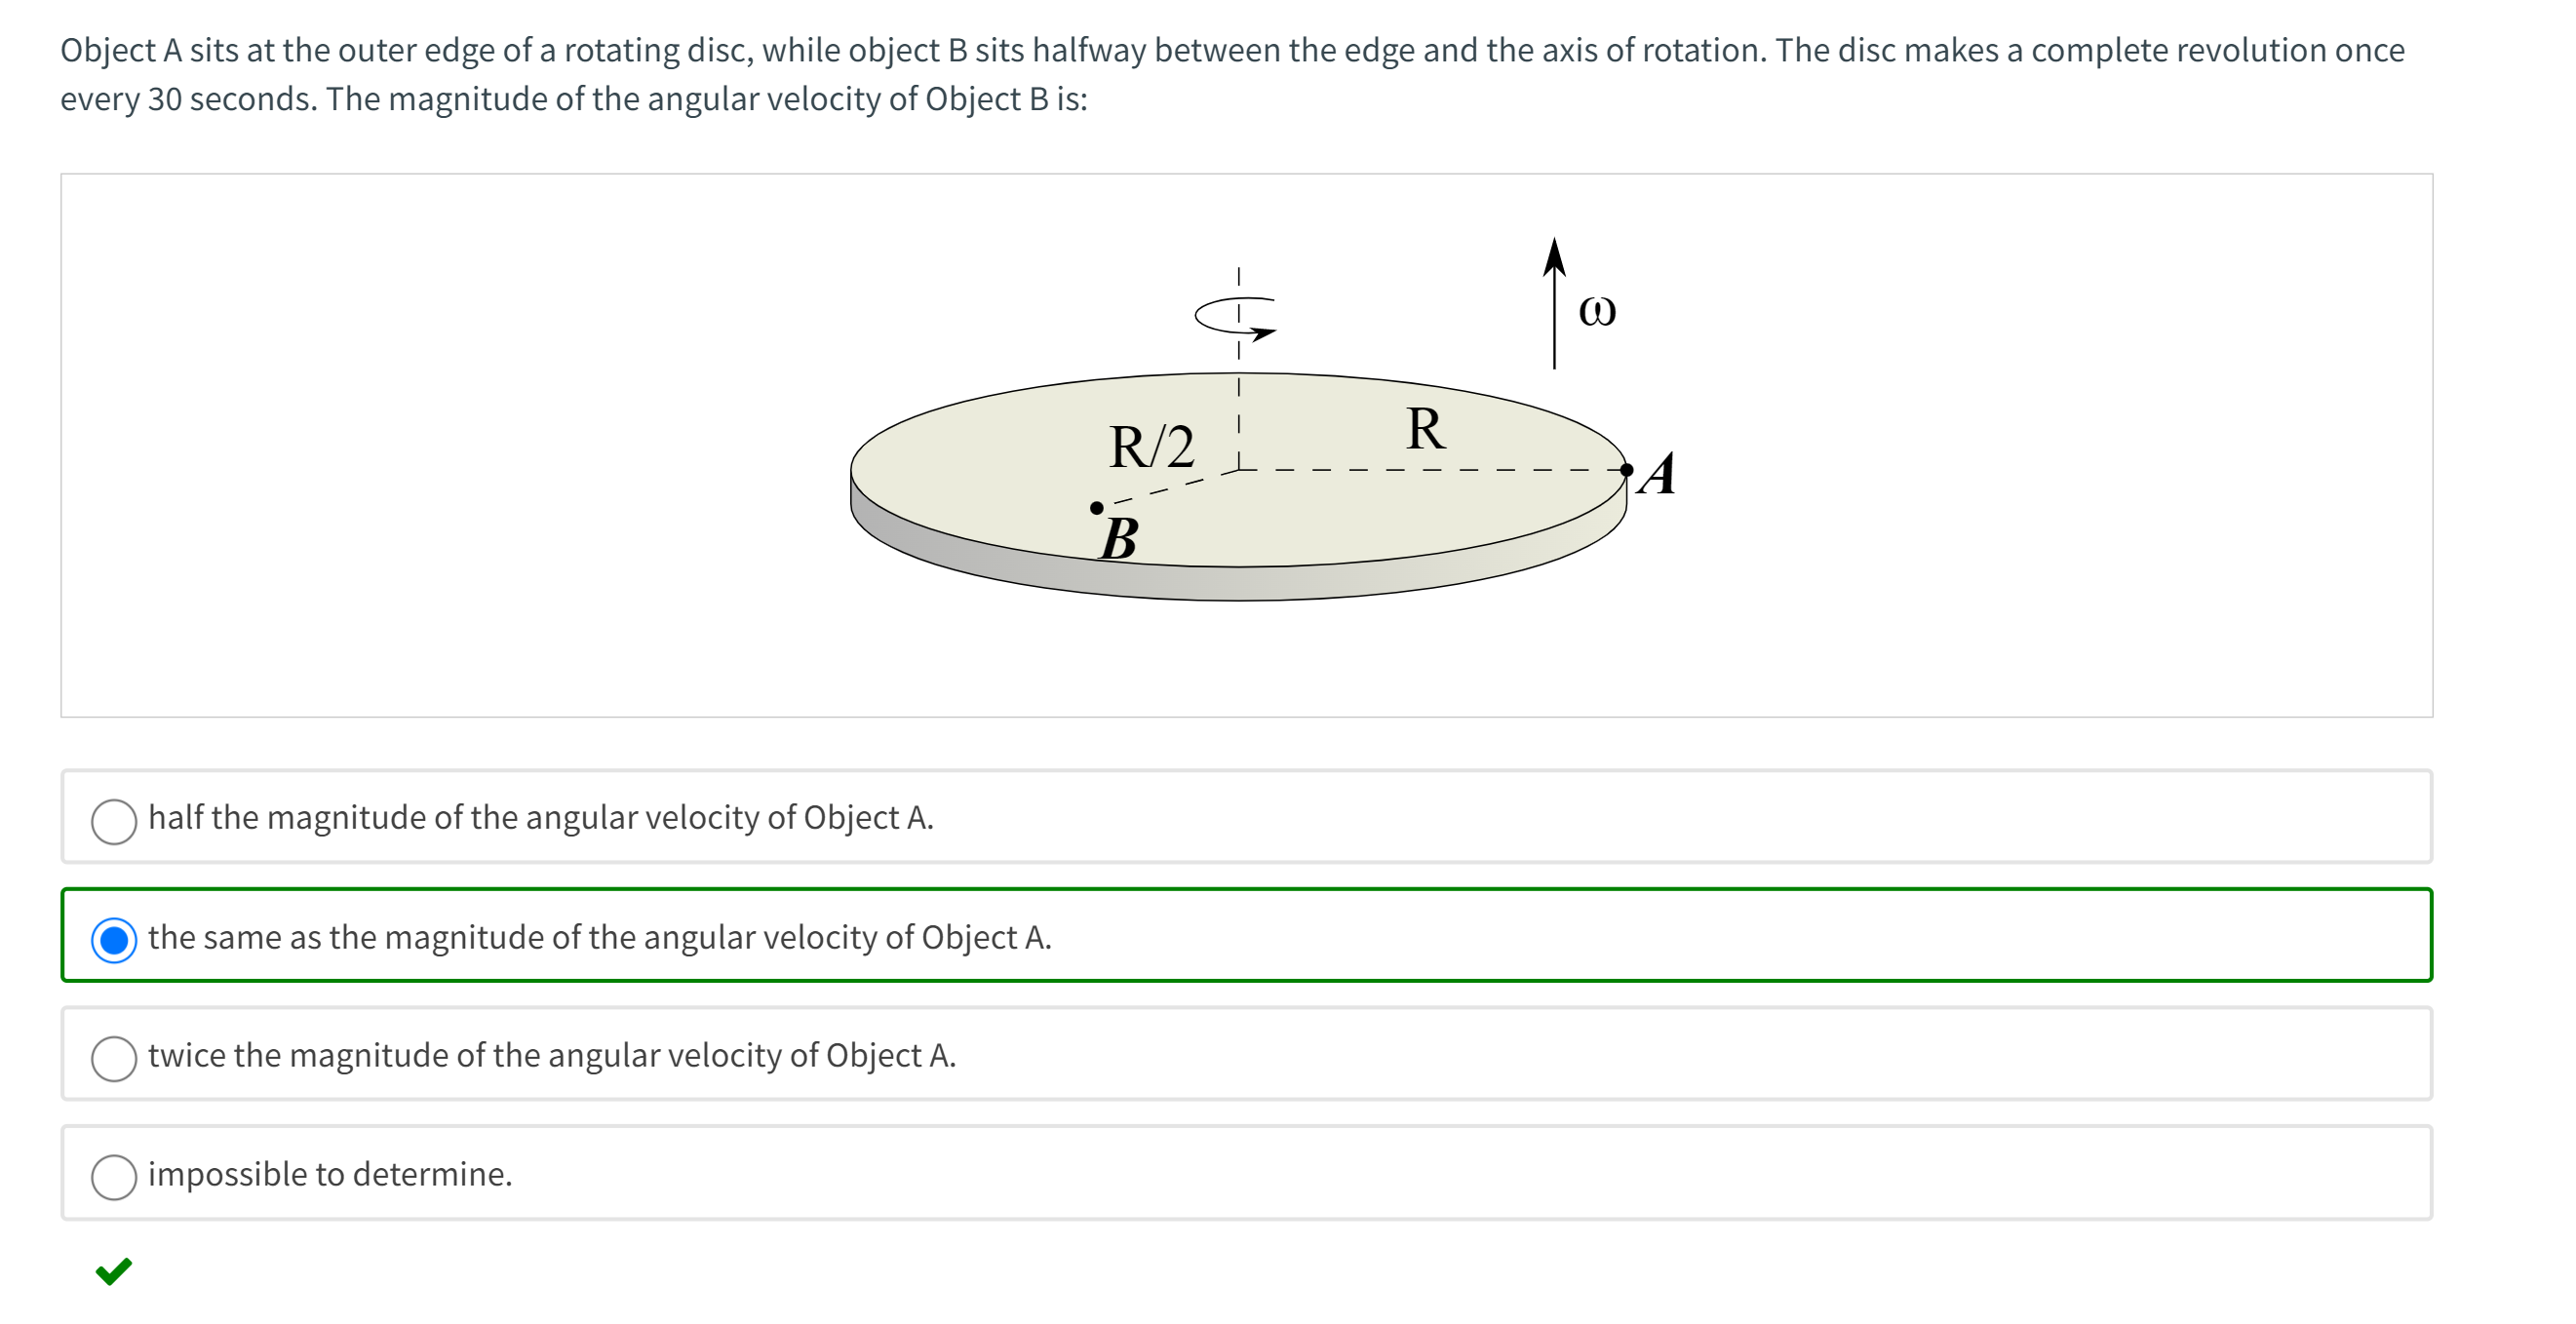 Object A sits at the outer edge of a rotating disc, while object B sits halfway between the edge and the axis of rotation. The disc makes a complete revolution once
every 30 seconds. The magnitude of the angular velocity of Object B is:
ω
R
R/2
A
B
half the magnitude of the angular velocity of Object A.
the same as the magnitude of the angular velocity of Object A.
twice the magnitude of the angular velocity of Object A.
impossible to determine.